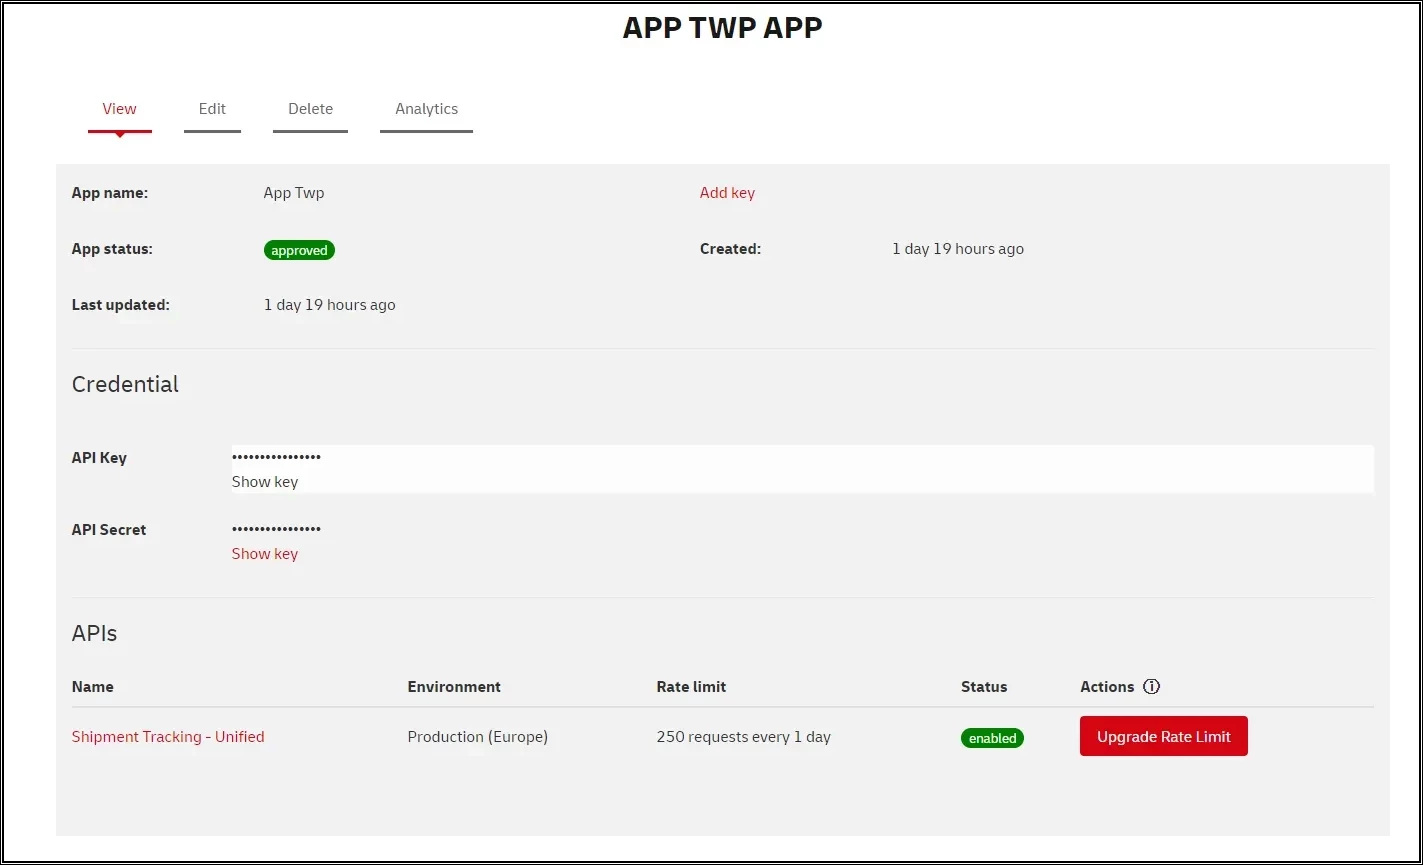 APP TWP APP
View Edit Delete Analytics
App name: App Twp Add key
App status: approved Created: 1 day 19 hours ago
Last updated: 1 day 19 hours ago
Credential
API Key ••••••••••••••••
Show key
API Secret ••••••••••••••••
Show key
APIs
Name Environment Rate limit Status Actions ⓘ
Shipment Tracking - Unified Production (Europe) 250 requests every 1 day enabled Upgrade Rate Limit